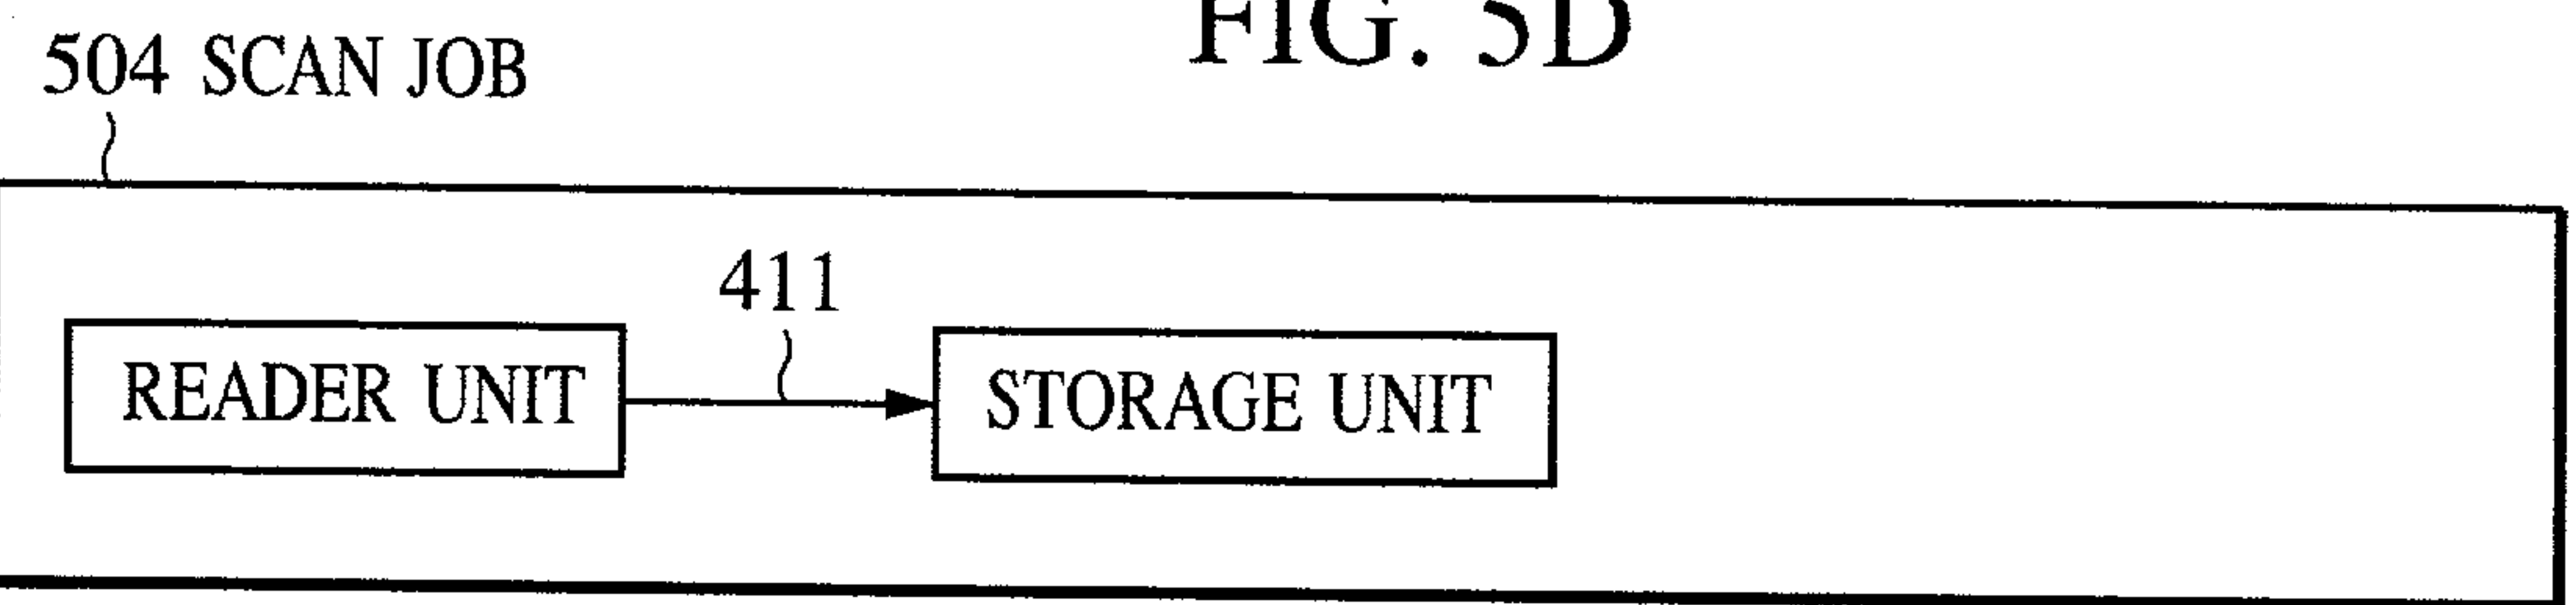 FIG. 5D
504 SCAN JOB
411
READER UNIT
STORAGE UNIT